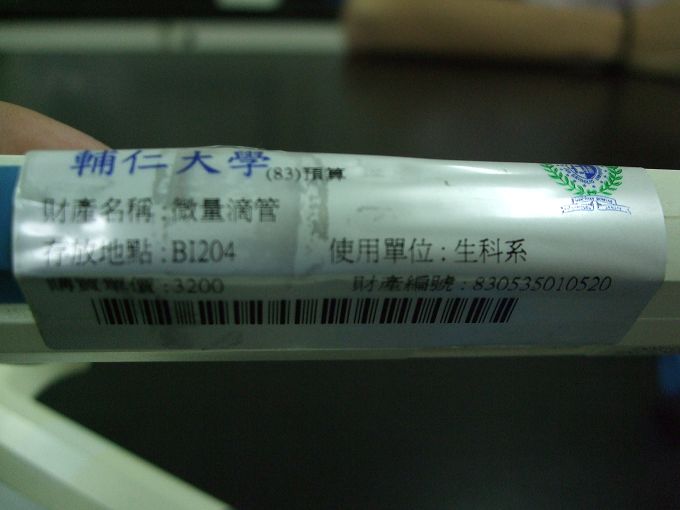 輔仁大學(83)預算
財產名稱：微量滴管
存放地點：BI204 使用單位：生科系
購買單價：3200 財產編號：830535010520